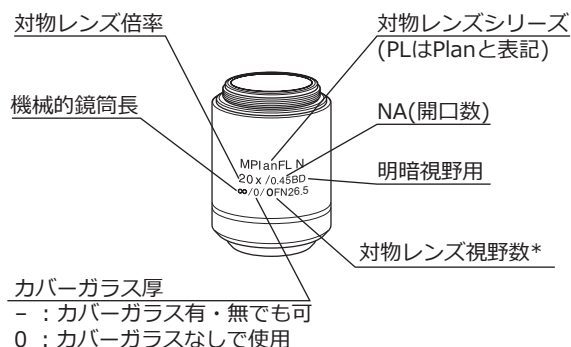 対物レンズ倍率
対物レンズシリーズ
(PLはPlanと表記)
機械的鏡筒長
NA(開口数)
MPlanFL N
20x/0.45BD
∞/0/OFN26.5
明暗視野用
対物レンズ視野数*
カバーガラス厚
– :カバーガラス有・無でも可
0 :カバーガラスなしで使用